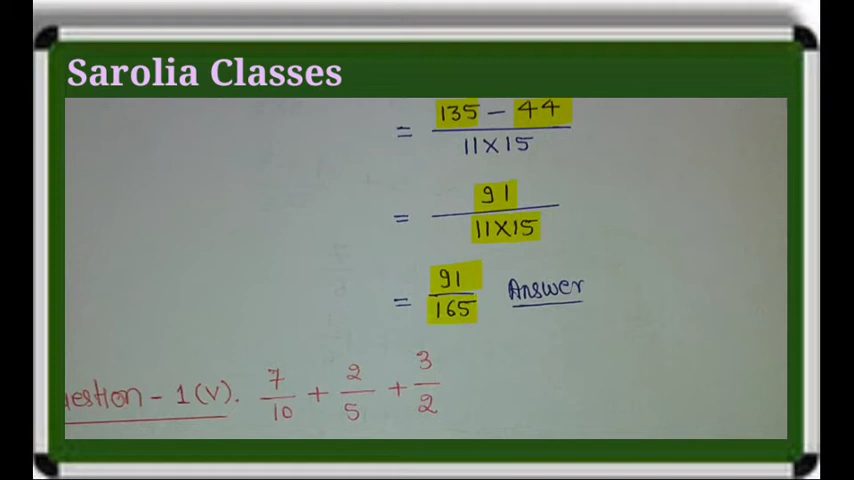 Sarolia Classes
= 135 - 44 / 11×15
= 91 / 11×15
= 91 / 165 Answer
uestion - 1(v). 7/10 + 2/5 + 3/2